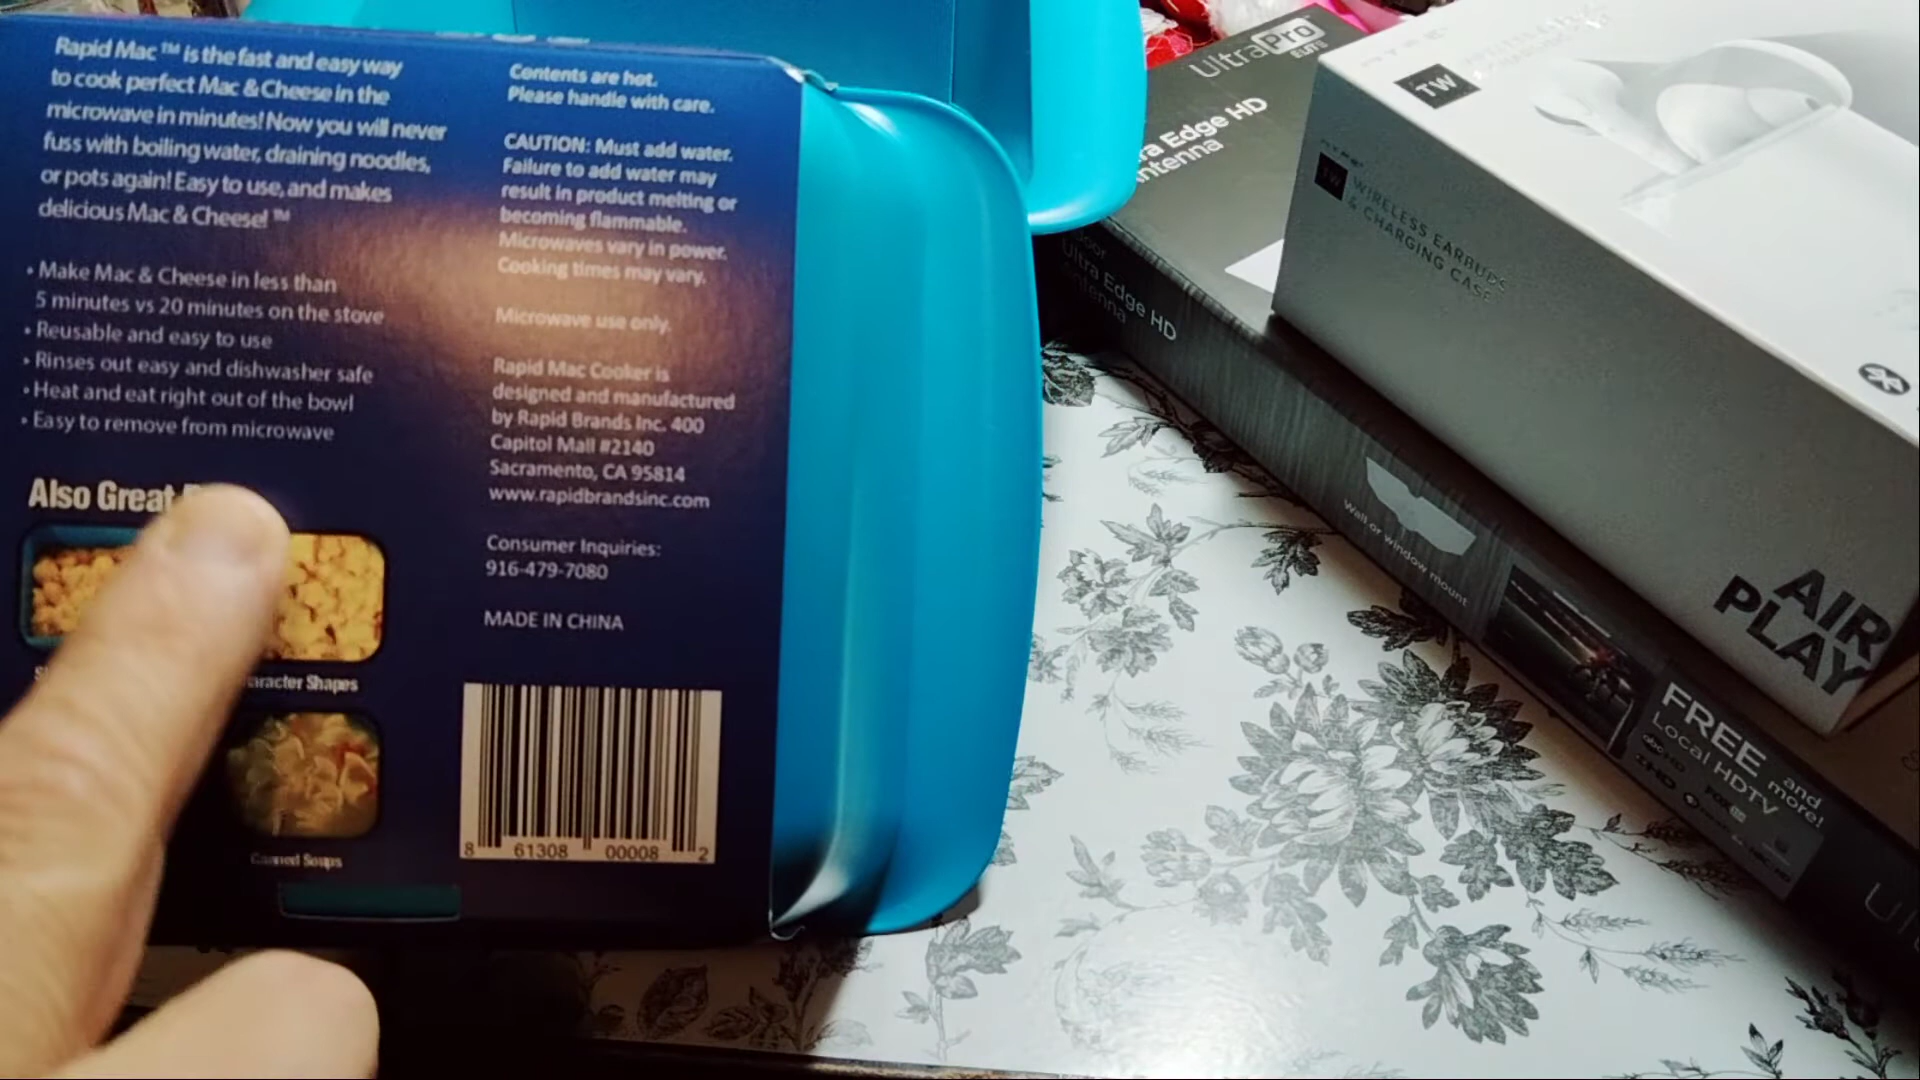 Rapid Mac™ is the fast and easy way
to cook perfect Mac & Cheese in the
microwave in minutes! Now you will never
fuss with boiling water, draining noodles,
or pots again! Easy to use, and makes
delicious Mac & Cheese! ™
• Make Mac & Cheese in less than
5 minutes vs 20 minutes on the stove
• Reusable and easy to use
• Rinses out easy and dishwasher safe
• Heat and eat right out of the bowl
• Easy to remove from microwave
Also Great
aracter Shapes
Canned Soups
Contents are hot.
Please handle with care.
CAUTION: Must add water.
Failure to add water may
result in product melting or
becoming flammable.
Microwaves vary in power.
Cooking times may vary.
Microwave use only.
Rapid Mac Cooker is
designed and manufactured
by Rapid Brands Inc. 400
Capitol Mall #2140
Sacramento, CA 95814
www.rapidbrandsinc.com
Consumer Inquiries:
916-479-7080
MADE IN CHINA
8 61308 00008 2
UltraPro
ELITE
ra Edge HD
ntenna
Ultra Edge HD
ntenna
Wall or window mount
FREE
Local HDTV
and
more!
TW
TW
WIRELESS EARBUDS
& CHARGING CASE
AIR
PLAY